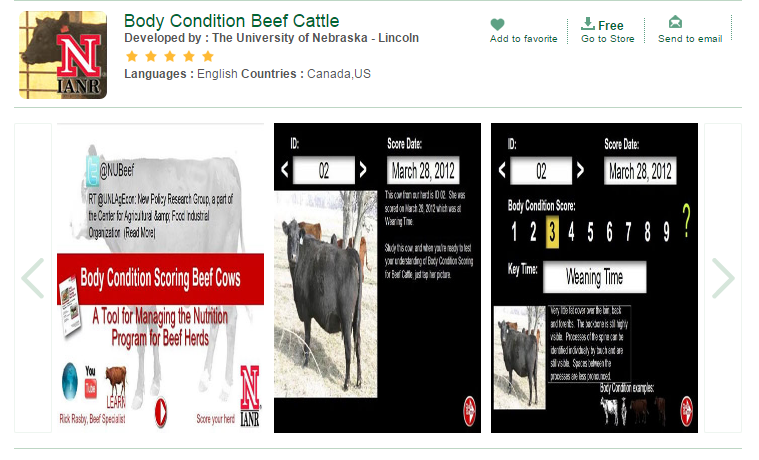 Body Condition Beef Cattle
Developed by : The University of Nebraska - Lincoln
Languages : English Countries : Canada,US
Add to favorite
Free
Go to Store
Send to email
N
IANR
@NUBeef
RT @UNLAgEcon: New Policy Research Group, a part of
the Center for Agricultural &amp; Food Industrial
Organization (Read More)
Body Condition Scoring Beef Cows
A Tool for Managing the Nutrition
Program for Beef Herds
You
Tube
LEARN
N
IANR
Rick Rasby, Beef Specialist
Score your herd
ID:
Score Date:
< 02 >
March 28, 2012
This cow from our herd is ID 02. She was
scored on March 28, 2012 which was at
Weaning Time.
Study this cow, and when you're ready to test
your understanding of Body Condition Scoring
for Beef Cattle, just tap her picture.
ID:
Score Date:
< 02 >
March 28, 2012
Body Condition Score:
1 2 3 4 5 6 7 8 9 ?
Key Time:
Weaning Time
Very little fat cover over the loin, back
and foreribs. The backbone is still highly
visible. Processes of the spine can be
identified individually by touch and are
still visible. Spaces between the
processes are less pronounced.
Body Condition examples: